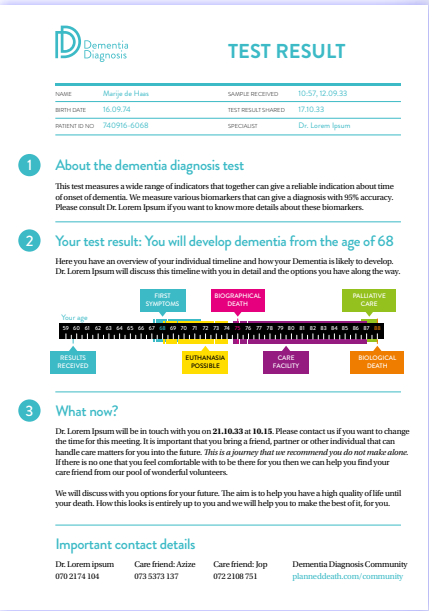 Dementia
Diagnosis
TEST RESULT
NAME Marije de Haes SAMPLE RECEIVED 10:57, 12.09.33
BIRTH DATE 16.09.74 TEST RESULT SHARED 17.10.33
PATIENT ID NO 740916-6068 SPECIALIST Dr. Lorem Ipsum
1 About the dementia diagnosis test
This test measures a wide range of indicators that together can give a reliable indication about time
of onset of dementia. We measure various biomarkers that can give a diagnosis with 95% accuracy.
Please consult Dr. Lorem Ipsum if you want to know more details about these biomarkers.
2 Your test result: You will develop dementia from the age of 68
Here you have an overview of your individual timeline and how your Dementia is likely to develop.
Dr. Lorem Ipsum will discuss this timeline with you in detail and the options you have along the way.
FIRST SYMPTOMS BIOGRAPHICAL DEATH PALLIATIVE CARE
Your age
59 60 61 62 63 64 65 66 67 68 69 70 71 72 73 74 75 76 77 78 79 80 81 82 83 84 85 86 87 88
RESULTS RECEIVED EUTHANASIA POSSIBLE CARE FACILITY BIOLOGICAL DEATH
3 What now?
Dr. Lorem Ipsum will be in touch with you on 21.10.33 at 10.15. Please contact us if you want to change
the time for this meeting. It is important that you bring a friend, partner or other individual that can
handle care matters for you into the future. This is a journey that we recommend you do not make alone.
If there is no one that you feel comfortable with to be there for you then we can help you find your
care friend from our pool of wonderful volunteers.
We will discuss with you options for your future. The aim is to help you have a high quality of life until
your death. How this looks is entirely up to you and we will help you to make the best of it, for you.
Important contact details
Dr. Lorem ipsum Care friend: Azize Care friend: Jop Dementia Diagnosis Community
070 2174 104 073 5373 137 072 2108 751 planneddeath.com/community